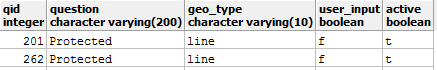 qid question geo_type user_input active
integer character varying(200) character varying(10) boolean boolean
201 Protected line f t
262 Protected line f t